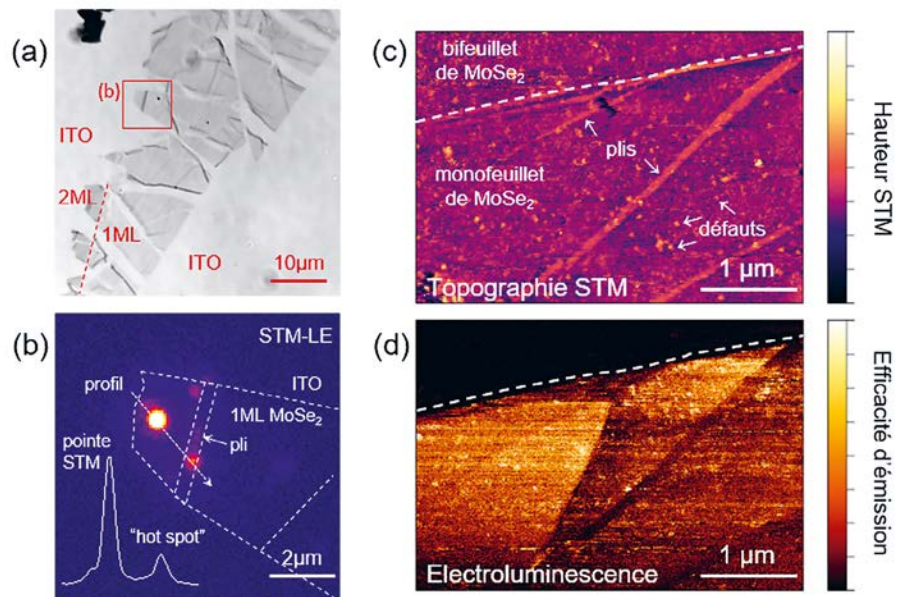 (a)
(b)
ITO
2ML
1ML
ITO
10µm
(b)
STM-LE
profil
ITO
1ML MoSe₂
pli
pointe
STM
"hot spot"
2µm
(c)
bifeuillet
de MoSe₂
plis
monofeuillet
de MoSe₂
défauts
1 µm
Topographie STM
Hauteur STM
(d)
1 µm
Electroluminescence
Efficacité d'émission